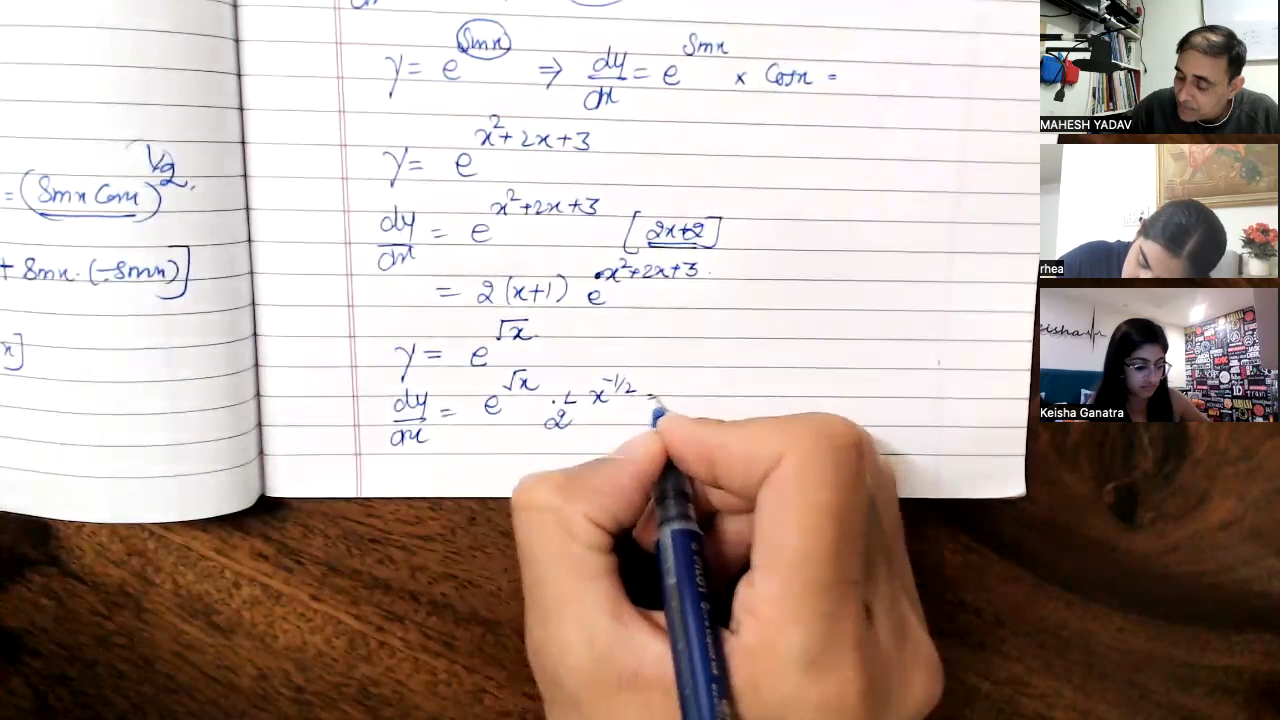 y = e^{Sinx} ⇒ dy/dx = e^{Sinx} × Cosx =
y = e^{x²+2x+3}
= (Sinx Cosx)^{1/2}.
dy/dx = e^{x²+2x+3} [2x+2]
+ Sinx·(-Sinx)]
= 2(x+1) e^{x²+2x+3}.
y = e^{√x}
x]
dy/dx = e^{√x} · 1/2 x^{-1/2} =
MAHESH YADAV
rhea
Keisha Ganatra